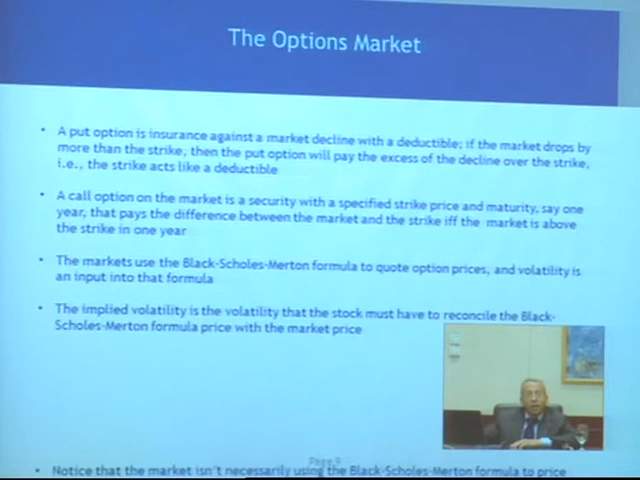 The Options Market
• A put option is insurance against a market decline with a deductible; if the market drops by
more than the strike, then the put option will pay the excess of the decline over the strike,
i.e., the strike acts like a deductible
• A call option on the market is a security with a specified strike price and maturity, say one
year, that pays the difference between the market and the strike iff the market is above
the strike in one year
• The markets use the Black-Scholes-Merton formula to quote option prices, and volatility is
an input into that formula
• The implied volatility is the volatility that the stock must have to reconcile the Black-
Scholes-Merton formula price with the market price
Page 9
• Notice that the market isn't necessarily using the Black-Scholes-Merton formula to price